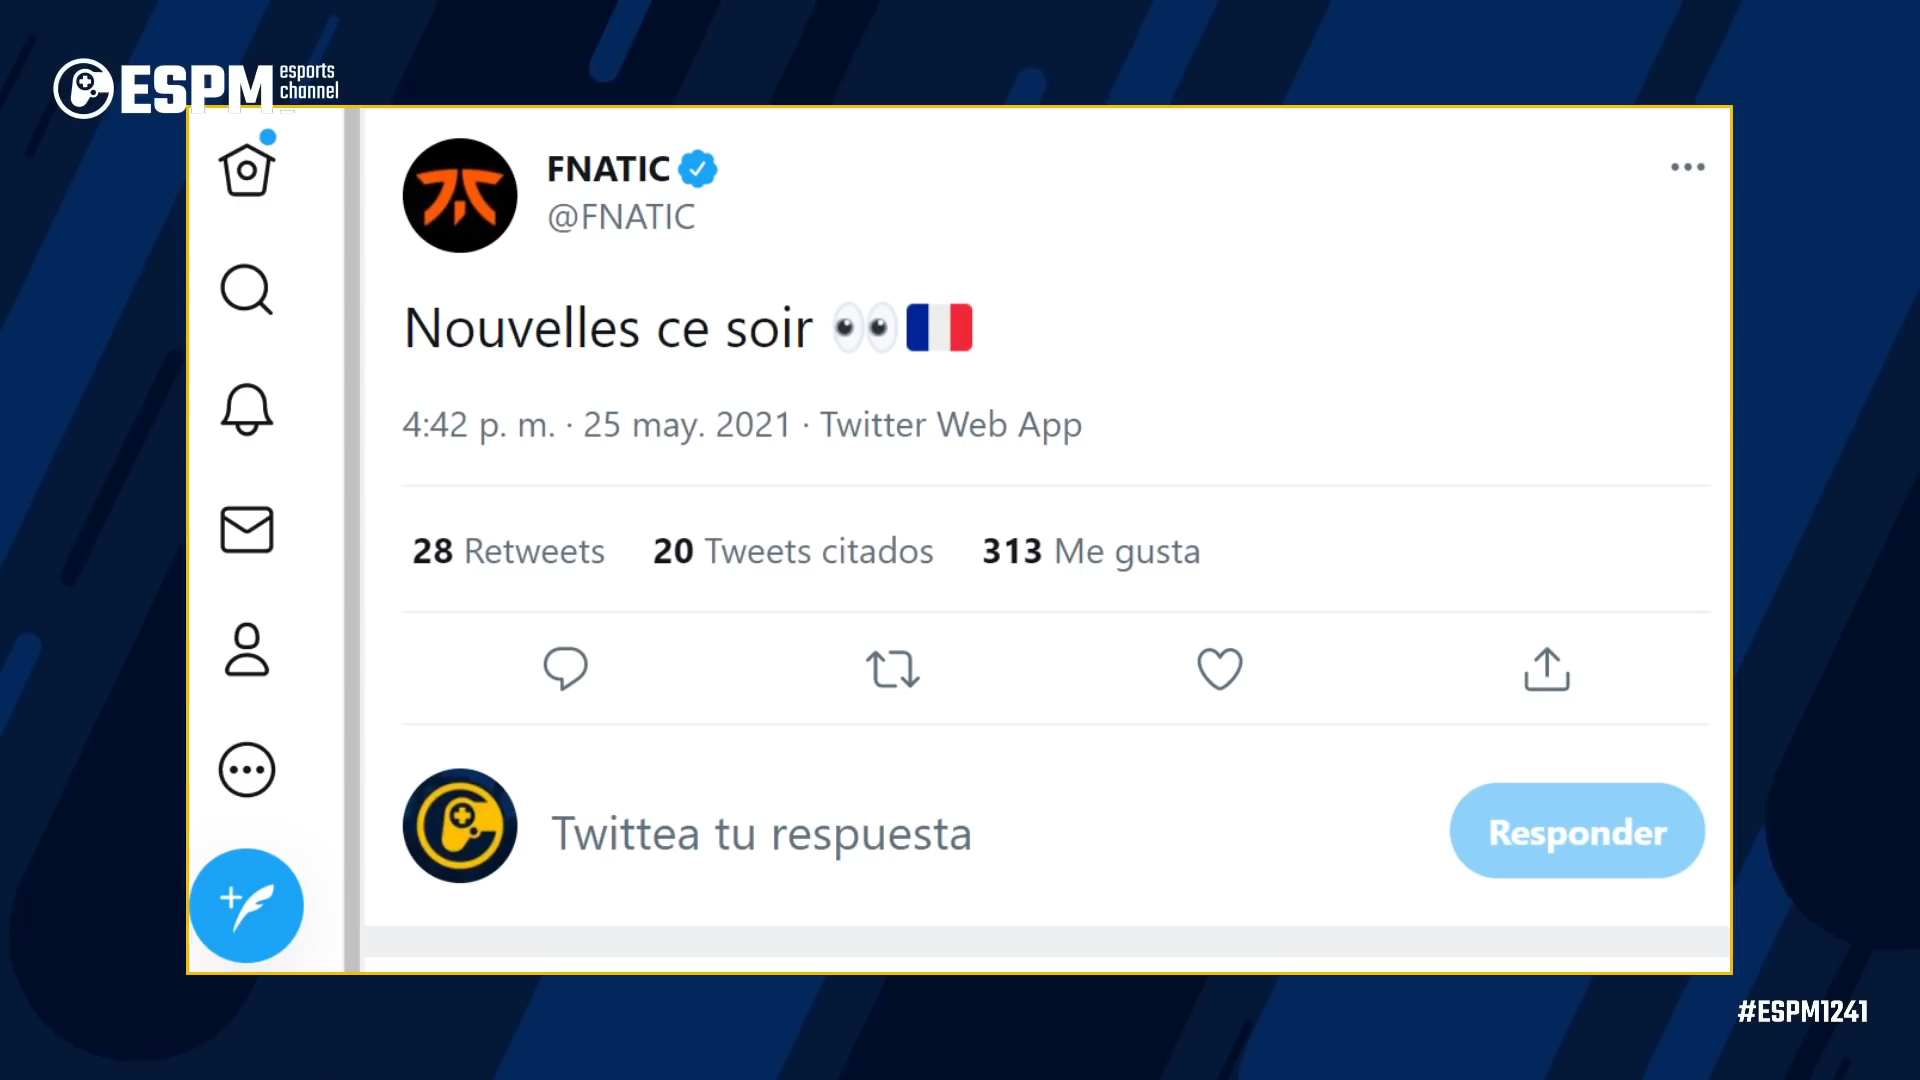 ESPM esports
channel
FNATIC
@FNATIC
Nouvelles ce soir 👀🇫🇷
4:42 p. m. · 25 may. 2021 · Twitter Web App
28 Retweets 20 Tweets citados 313 Me gusta
Twittea tu respuesta
Responder
#ESPM1241